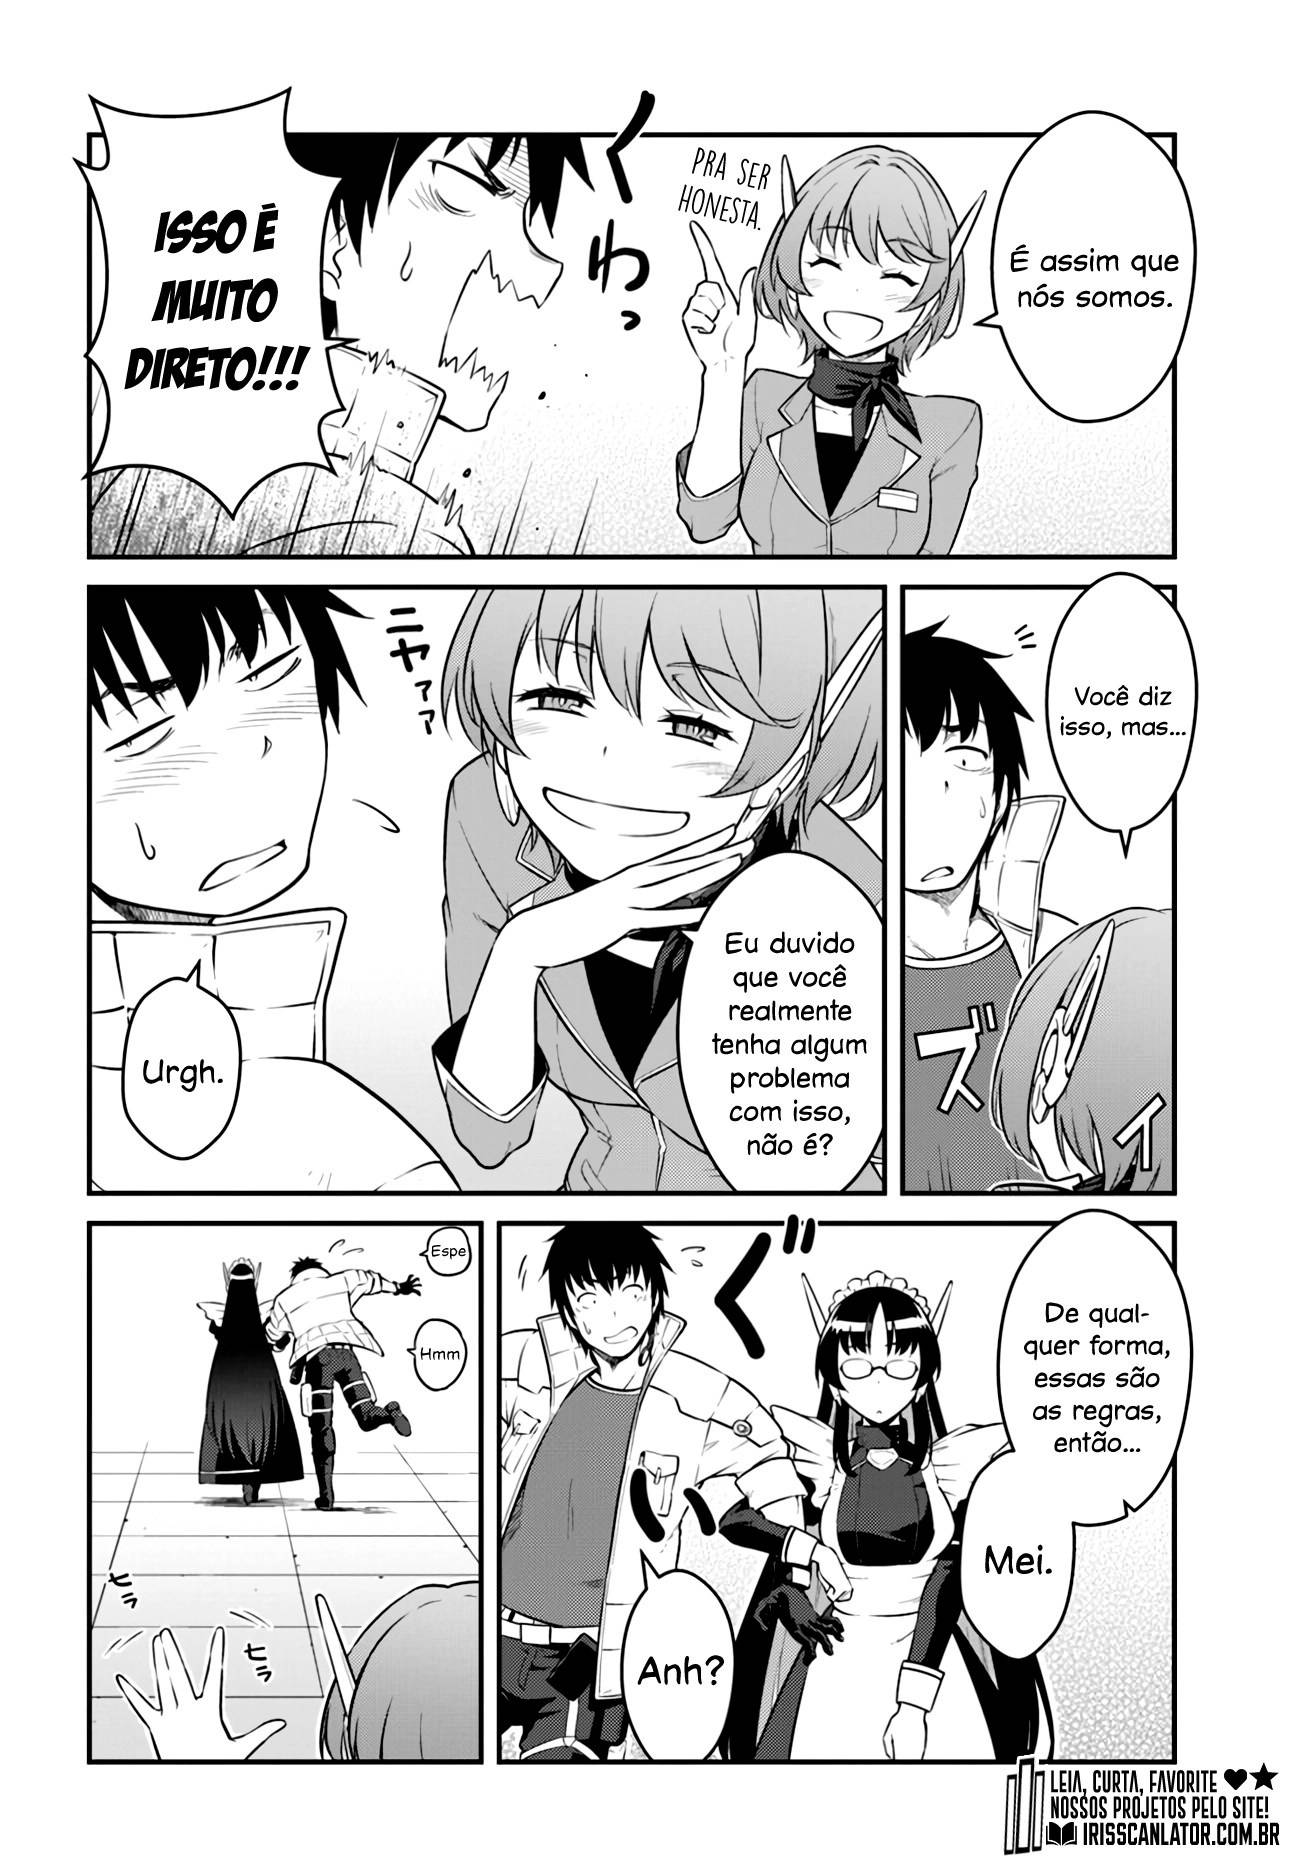 É assim que
nós somos.
PRA SER
HONESTA.
くわっ
ISSO É
MUITO
DIRETO!!!
Você diz
isso, mas...
ズイ
Eu duvido
que você
realmente
tenha algum
problema
com isso,
não é?
ニヤァァァ
Urgh.
De qual-
quer forma,
essas são
as regras,
então...
Mei.
ぐい
Anh?
Espe
Hmm
ヒラ
ヒラ
LEIA, CURTA, FAVORITE
NOSSOS PROJETOS PELO SITE!
IRISSCANLATOR.COM.BR